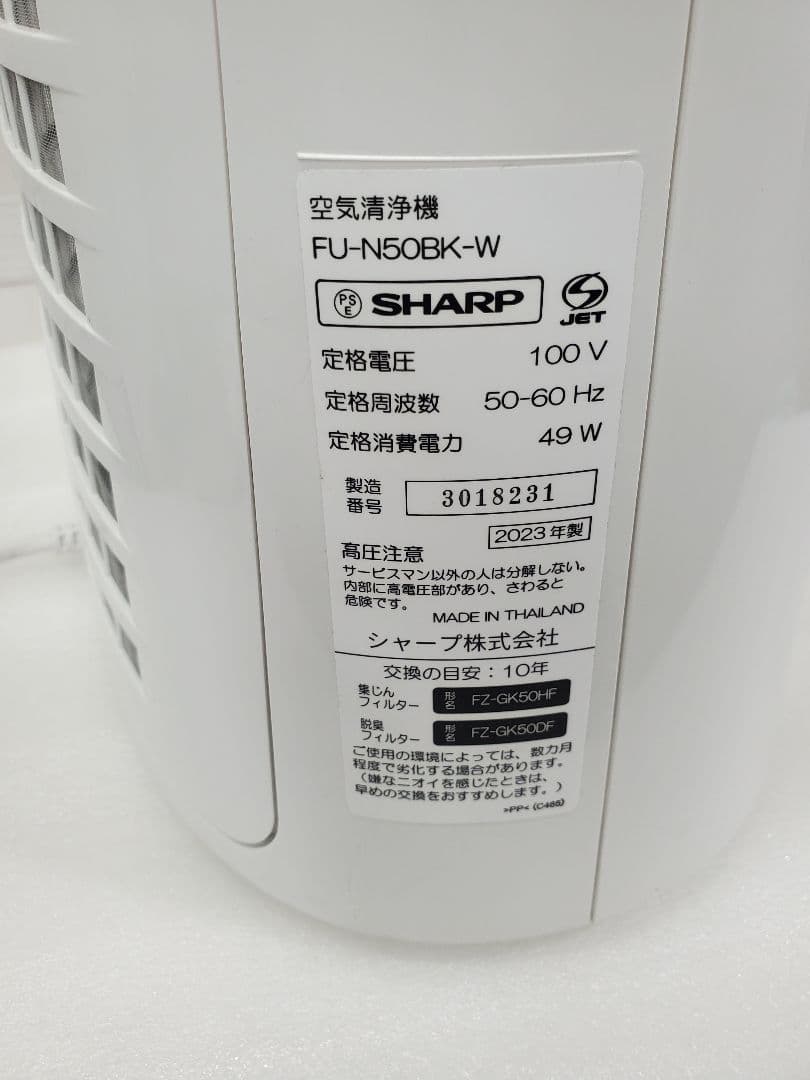 空気清浄機
FU-N50BK-W
PSE SHARP JET
定格電圧 100 V
定格周波数 50-60 Hz
定格消費電力 49 W
製造番号 3018231
2023年製
高圧注意
サービスマン以外の人は分解しない。
内部に高電圧部があり、さわると
危険です。
MADE IN THAILAND
シャープ株式会社
交換の目安：10年
集じんフィルター 形名 FZ-GK50HF
脱臭フィルター 形名 FZ-GK50DF
ご使用の環境によっては、数カ月
程度で劣化する場合があります。
（嫌なニオイを感じたときは、
早めの交換をおすすめします。）
>PP< (C465)